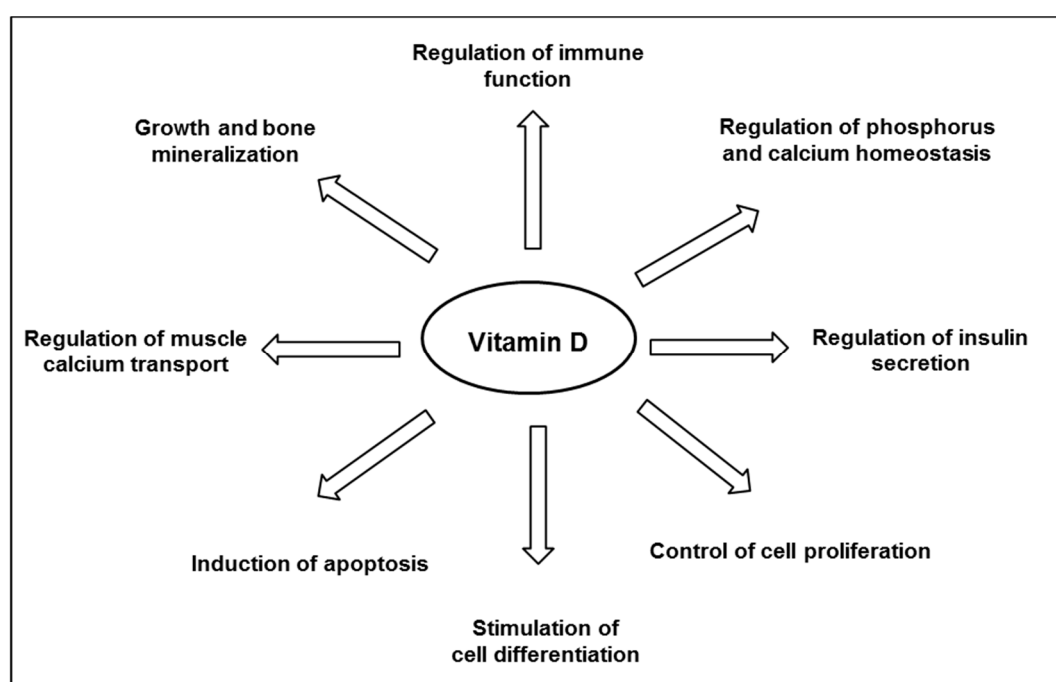 Regulation of immune
function
Growth and bone
mineralization
Regulation of phosphorus
and calcium homeostasis
Regulation of muscle
calcium transport
Vitamin D
Regulation of insulin
secretion
Induction of apoptosis
Control of cell proliferation
Stimulation of
cell differentiation